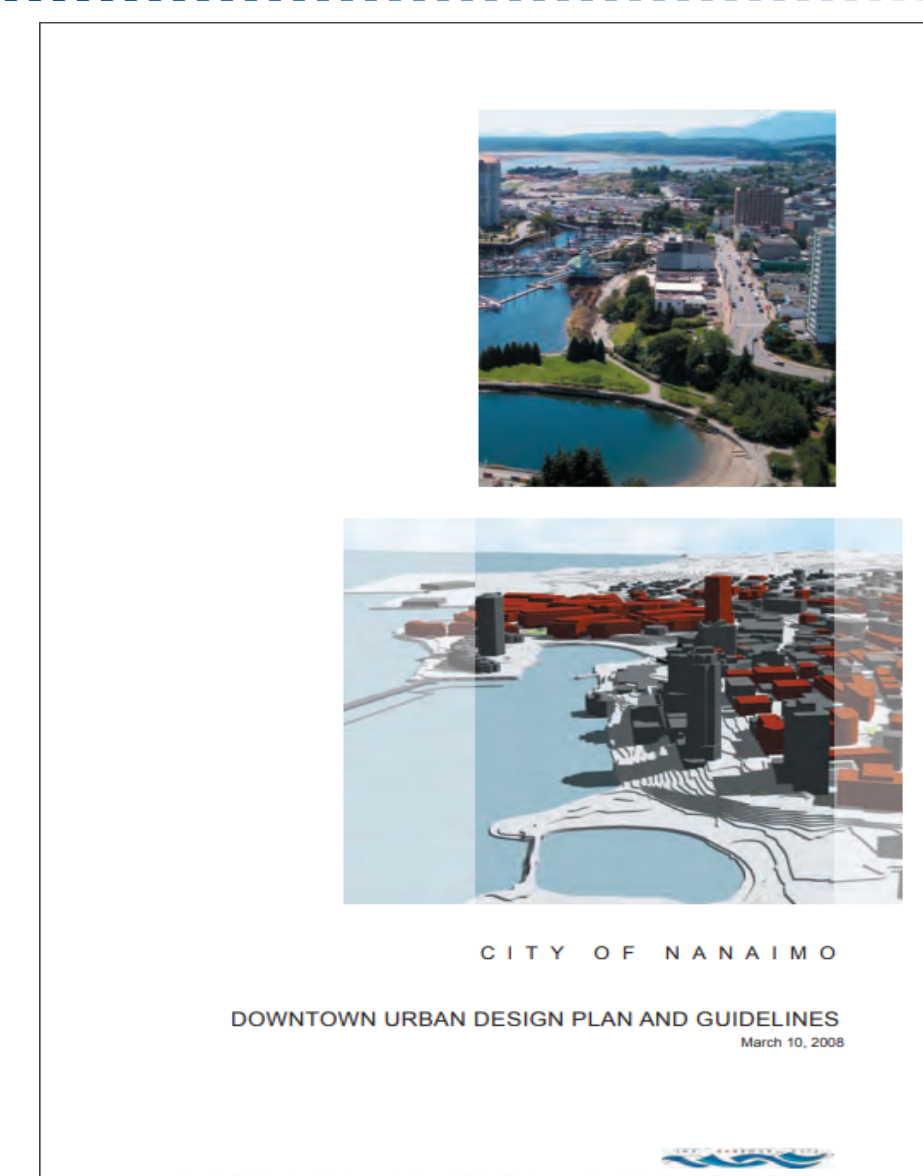 CITY OF NANAIMO
DOWNTOWN URBAN DESIGN PLAN AND GUIDELINES
March 10, 2008